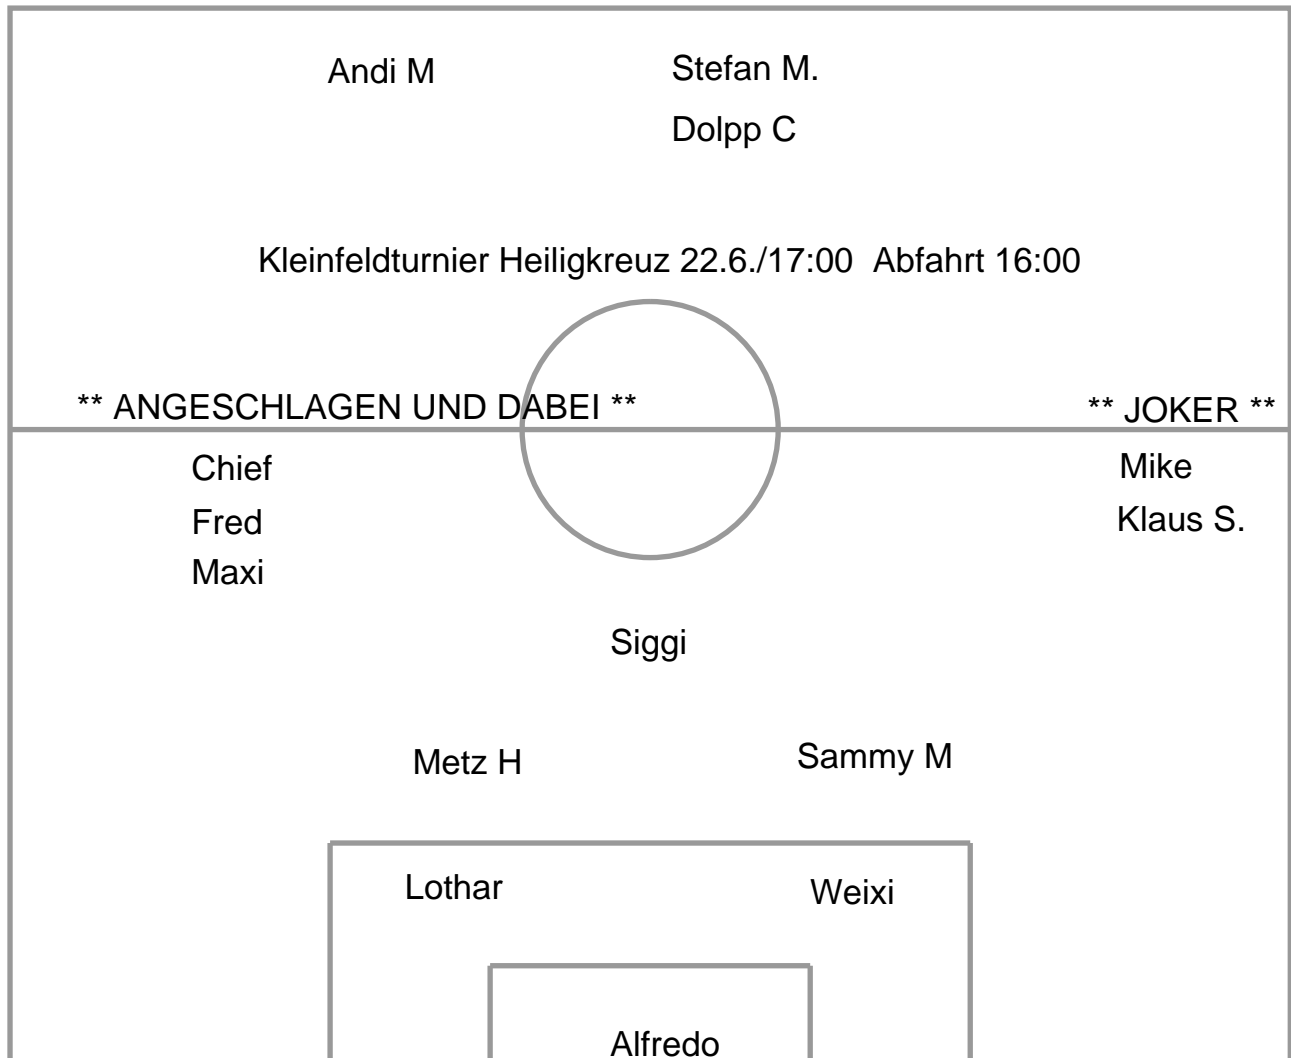 Andi M
Stefan M.
Dolpp C
Kleinfeldturnier Heiligkreuz 22.6./17:00  Abfahrt 16:00
** ANGESCHLAGEN UND DABEI **
** JOKER **
Chief
Mike
Fred
Klaus S.
Maxi
Siggi
Metz H
Sammy M
Lothar
Weixi
Alfredo